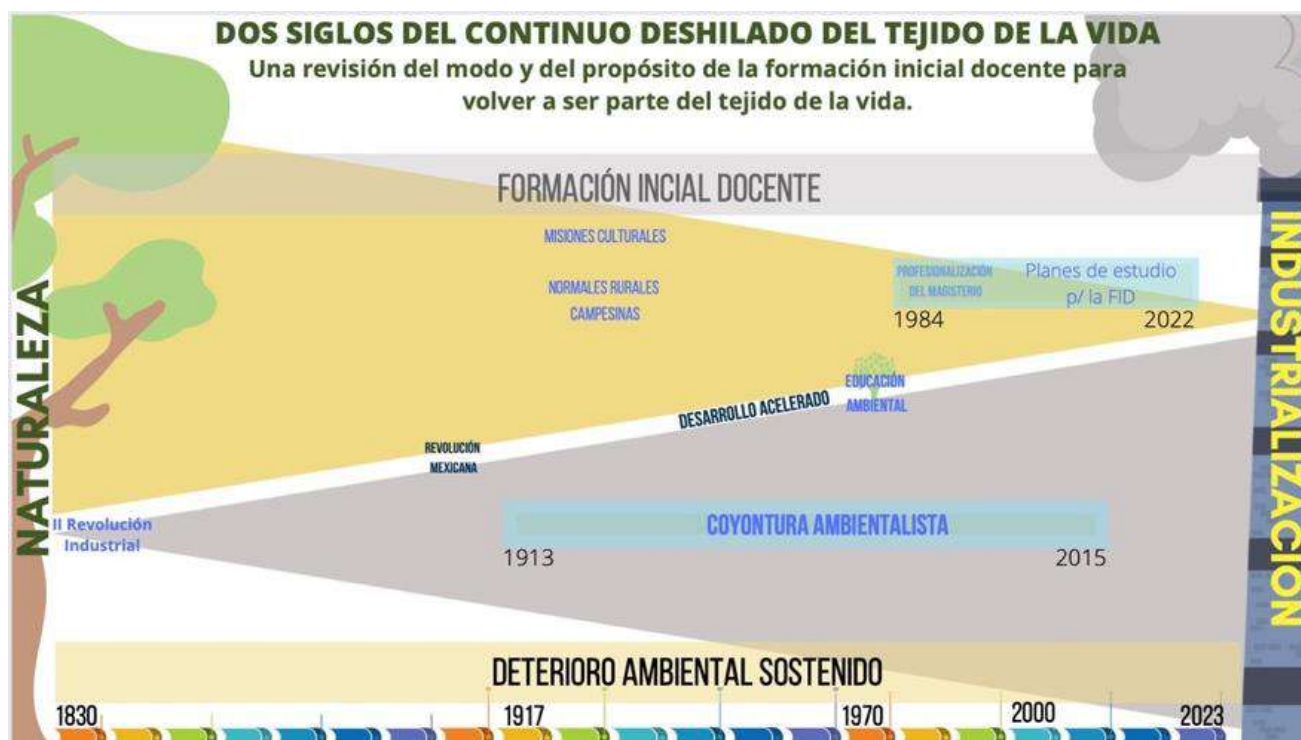 DOS SIGLOS DEL CONTINUO DESHILADO DEL TEJIDO DE LA VIDA
Una revisión del modo y del propósito de la formación inicial docente para
volver a ser parte del tejido de la vida.
FORMACIÓN INCIAL DOCENTE
MISIONES CULTURALES
NORMALES RURALES
CAMPESINAS
PROFESIONALIZACIÓN
DEL MAGISTERIO
Planes de estudio
p/ la FID
1984
2022
NATURALEZA
INDUSTRIALIZACIÓN
EDUCACIÓN
AMBIENTAL
DESARROLLO ACELERADO
REVOLUCIÓN
MEXICANA
II Revolución
Industrial
COYONTURA AMBIENTALISTA
1913
2015
DETERIORO AMBIENTAL SOSTENIDO
1830
1917
1970
2000
2023